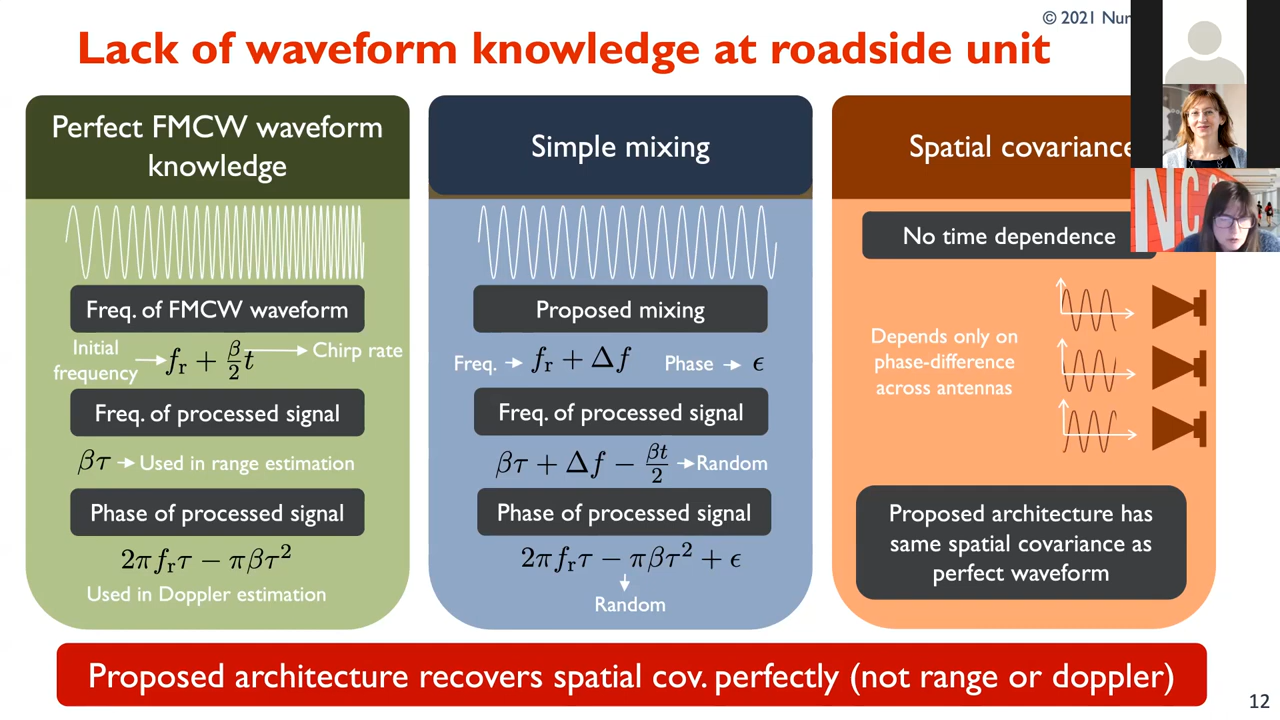 © 2021
Lack of waveform knowledge at roadside unit
Perfect FMCW waveform
knowledge
Freq. of FMCW waveform
Initial
frequency
f_r + β/2 t
Chirp rate
Freq. of processed signal
βτ
Used in range estimation
Phase of processed signal
2πf_rτ − πβτ²
Used in Doppler estimation
Simple mixing
Proposed mixing
Freq. → f_r + Δf Phase → ϵ
Freq. of processed signal
βτ + Δf − βt/2 → Random
Phase of processed signal
2πf_rτ − πβτ² + ϵ
Random
Spatial covariance
No time dependence
Depends only on
phase-difference
across antennas
Proposed architecture has
same spatial covariance as
perfect waveform
Proposed architecture recovers spatial cov. perfectly (not range or doppler)
12
NC